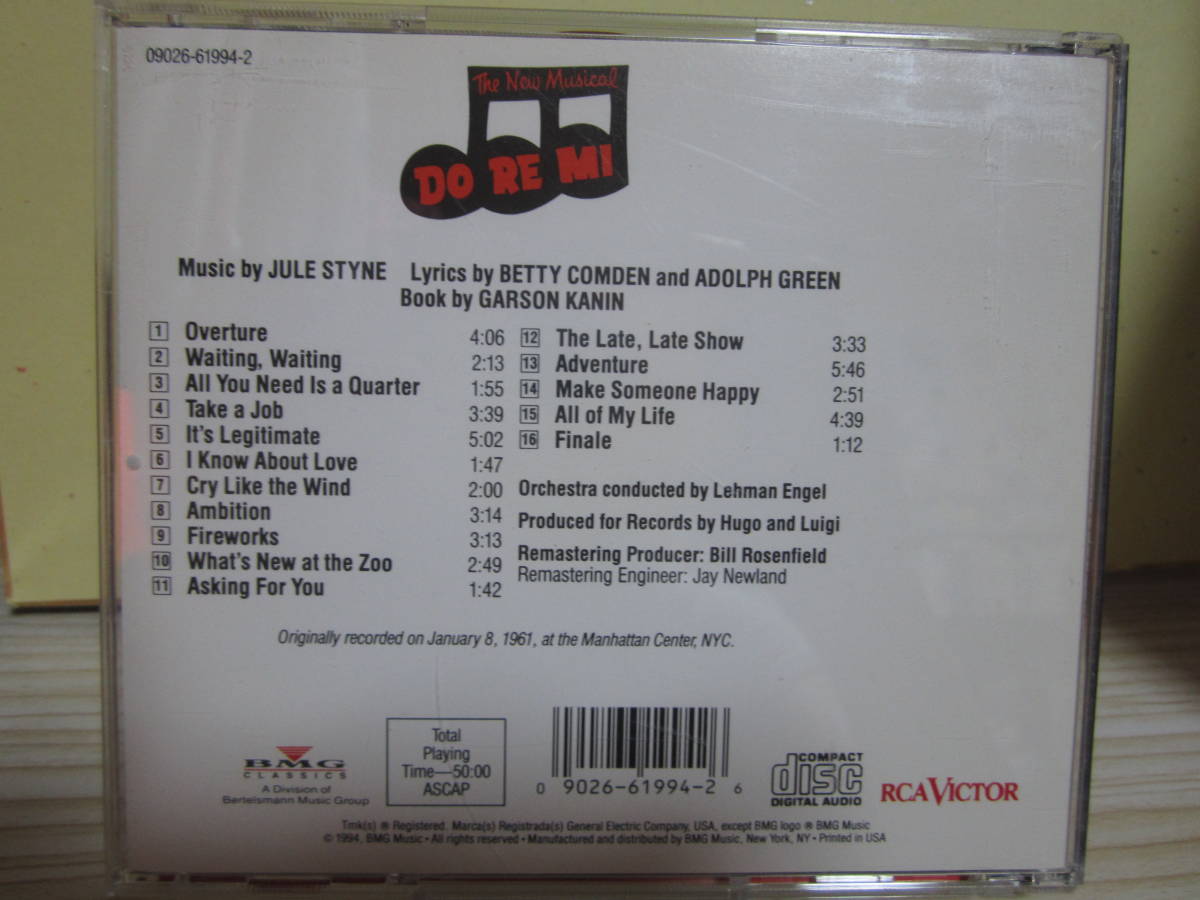 09026-61994-2
The New Musical
DO RE MI
Music by JULE STYNE Lyrics by BETTY COMDEN and ADOLPH GREEN
Book by GARSON KANIN
1 Overture 4:06
2 Waiting, Waiting 2:13
3 All You Need Is a Quarter 1:55
4 Take a Job 3:39
5 It's Legitimate 5:02
6 I Know About Love 1:47
7 Cry Like the Wind 2:00
8 Ambition 3:14
9 Fireworks 3:13
10 What's New at the Zoo 2:49
11 Asking For You 1:42
12 The Late, Late Show 3:33
13 Adventure 5:46
14 Make Someone Happy 2:51
15 All of My Life 4:39
16 Finale 1:12
Orchestra conducted by Lehman Engel
Produced for Records by Hugo and Luigi
Remastering Producer: Bill Rosenfield
Remastering Engineer: Jay Newland
Originally recorded on January 8, 1961, at the Manhattan Center, NYC.
BMG
CLASSICS
A Division of
Bertelsmann Music Group
Total
Playing
Time—50:00
ASCAP
0 9026-61994-2 6
COMPACT
disc
DIGITAL AUDIO
RCA VICTOR
Tmk(s) ® Registered. Marca(s) Registrada(s) General Electric Company, USA, except BMG logo ® BMG Music
© 1994, BMG Music • All rights reserved • Manufactured and distributed by BMG Music, New York, NY • Printed in USA